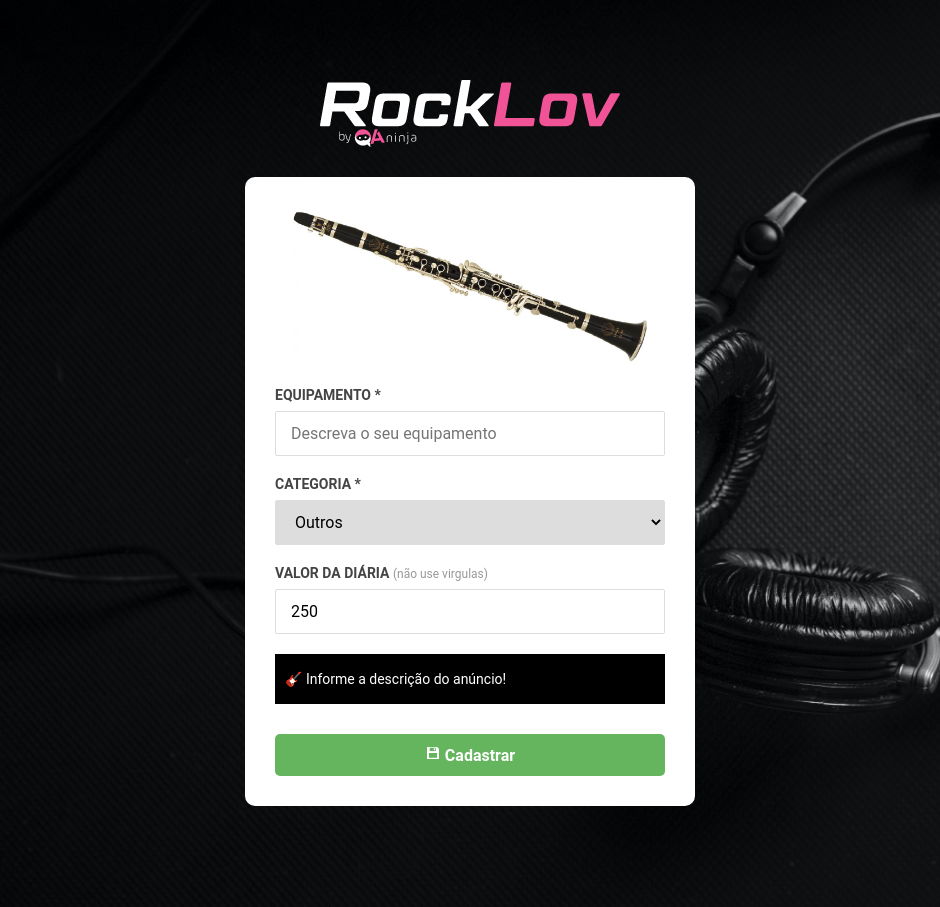 RockLov
by QAninja
EQUIPAMENTO *
Descreva o seu equipamento
CATEGORIA *
Outros
VALOR DA DIÁRIA (não use virgulas)
250
🎸 Informe a descrição do anúncio!
Cadastrar